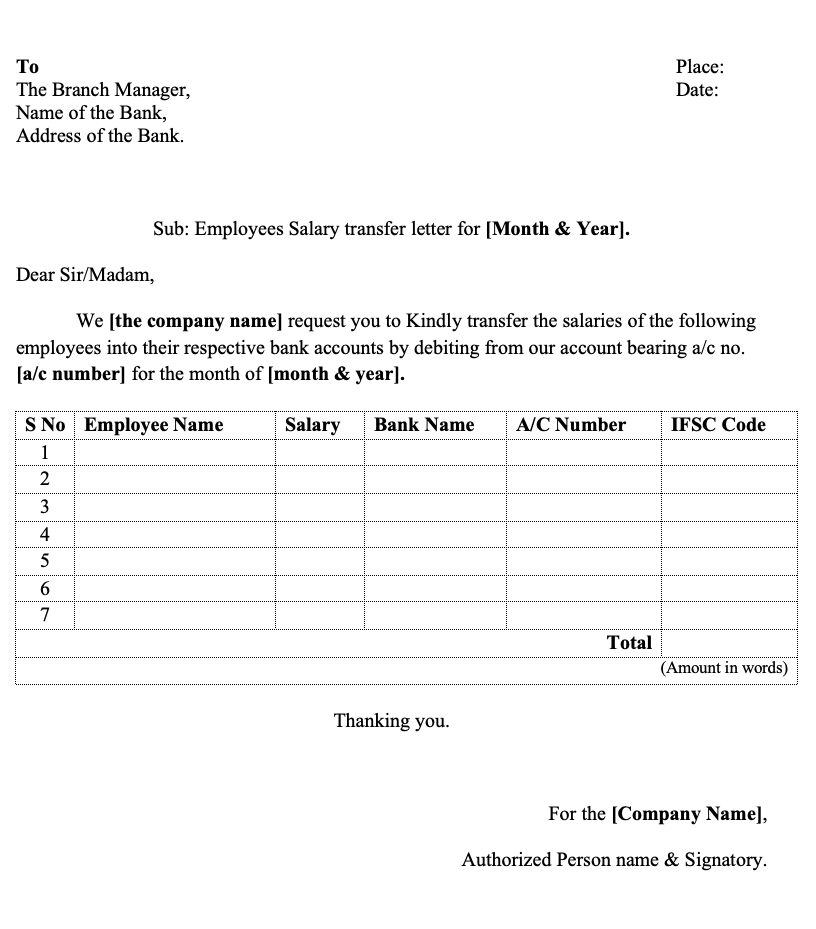 To
Place:
The Branch Manager,
Date:
Name of the Bank,
Address of the Bank.
Sub: Employees Salary transfer letter for [Month & Year].
Dear Sir/Madam,
We [the company name] request you to Kindly transfer the salaries of the following
employees into their respective bank accounts by debiting from our account bearing a/c no.
[a/c number] for the month of [month & year].
S No Employee Name Salary Bank Name A/C Number IFSC Code
1
2
3
4
5
6
7
Total
(Amount in words)
Thanking you.
For the [Company Name],
Authorized Person name & Signatory.